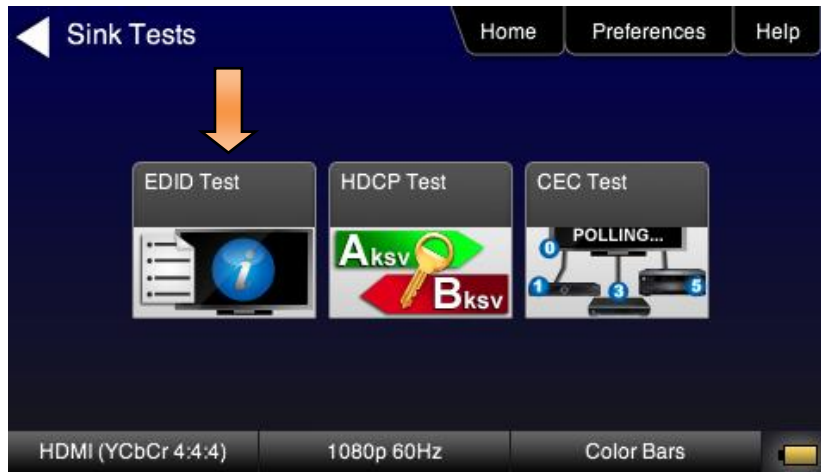 Sink Tests
Home
Preferences
Help
EDID Test
HDCP Test
CEC Test
i
Aksv
Bksv
POLLING...
0
1
3
5
HDMI (YCbCr 4:4:4)
1080p 60Hz
Color Bars